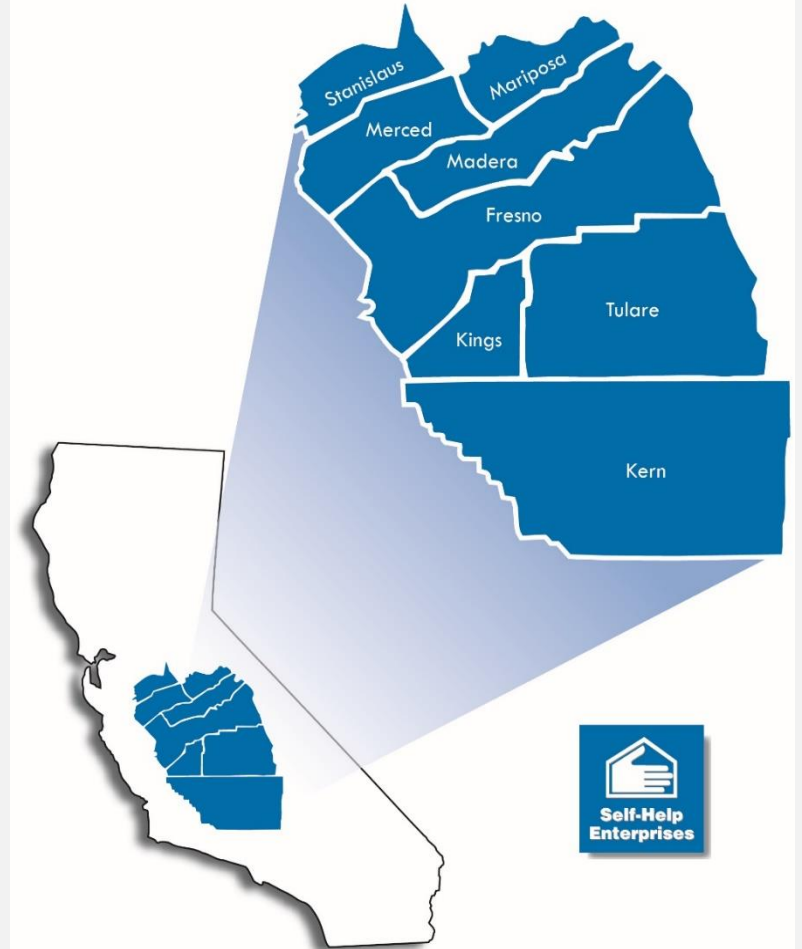 Stanislaus
Mariposa
Merced
Madera
Fresno
Tulare
Kings
Kern
Self-Help
Enterprises